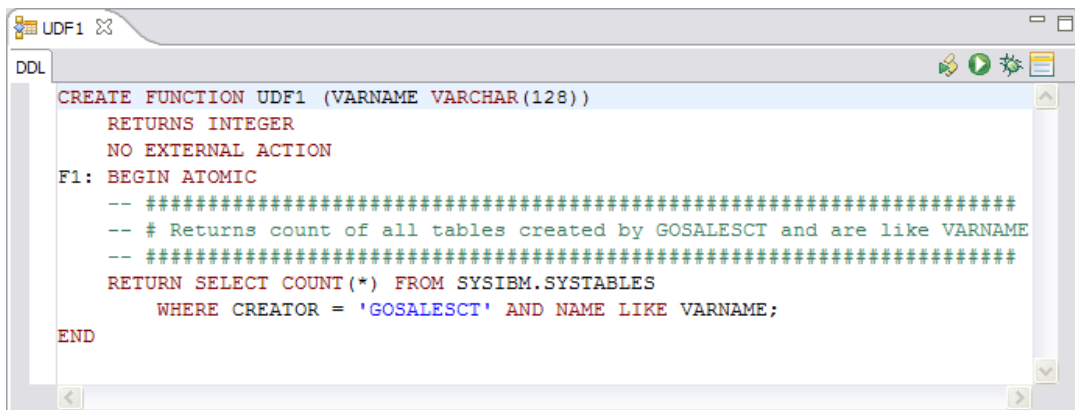 UDF1
DDL
CREATE FUNCTION UDF1 (VARNAME VARCHAR(128))
    RETURNS INTEGER
    NO EXTERNAL ACTION
F1: BEGIN ATOMIC
    -- ######################################################################
    -- # Returns count of all tables created by GOSALESCT and are like VARNAME
    -- ######################################################################
    RETURN SELECT COUNT(*) FROM SYSIBM.SYSTABLES
        WHERE CREATOR = 'GOSALESCT' AND NAME LIKE VARNAME;
END